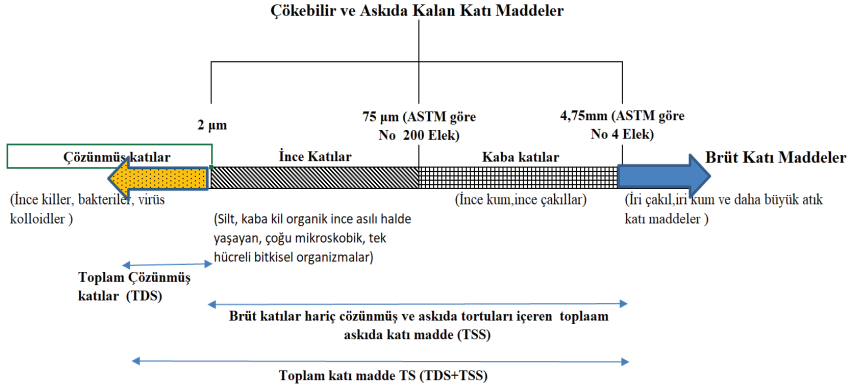 Çökebilir ve Askıda Kalan Katı Maddeler
2 µm
75 µm (ASTM göre
No 200 Elek)
4,75mm (ASTM göre
No 4 Elek)
Çözünmüş katılar
İnce Katılar
Kaba katılar
Brüt Katı Maddeler
(İnce killer, bakteriler, virüs
kolloidler )
(Silt, kaba kil organik ince asılı halde
yaşayan, çoğu mikroskobik, tek
hücreli bitkisel organizmalar)
(İnce kum,ince çakıllar)
(İri çakıl,iri kum ve daha büyük atık
katı maddeler )
Toplam Çözünmüş
katılar (TDS)
Brüt katılar hariç çözünmüş ve askıda tortuları içeren toplaam
askıda katı madde (TSS)
Toplam katı madde TS (TDS+TSS)